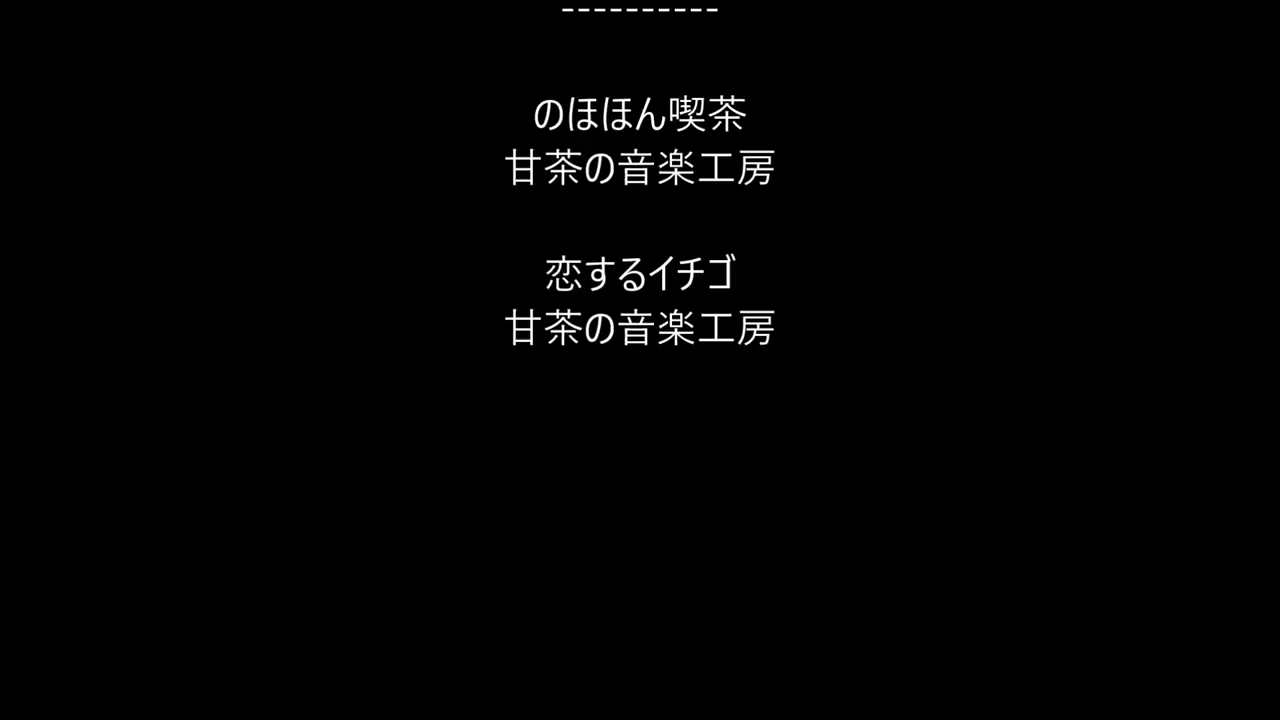 ----------
のほほん喫茶
甘茶の音楽工房
恋するイチゴ
甘茶の音楽工房